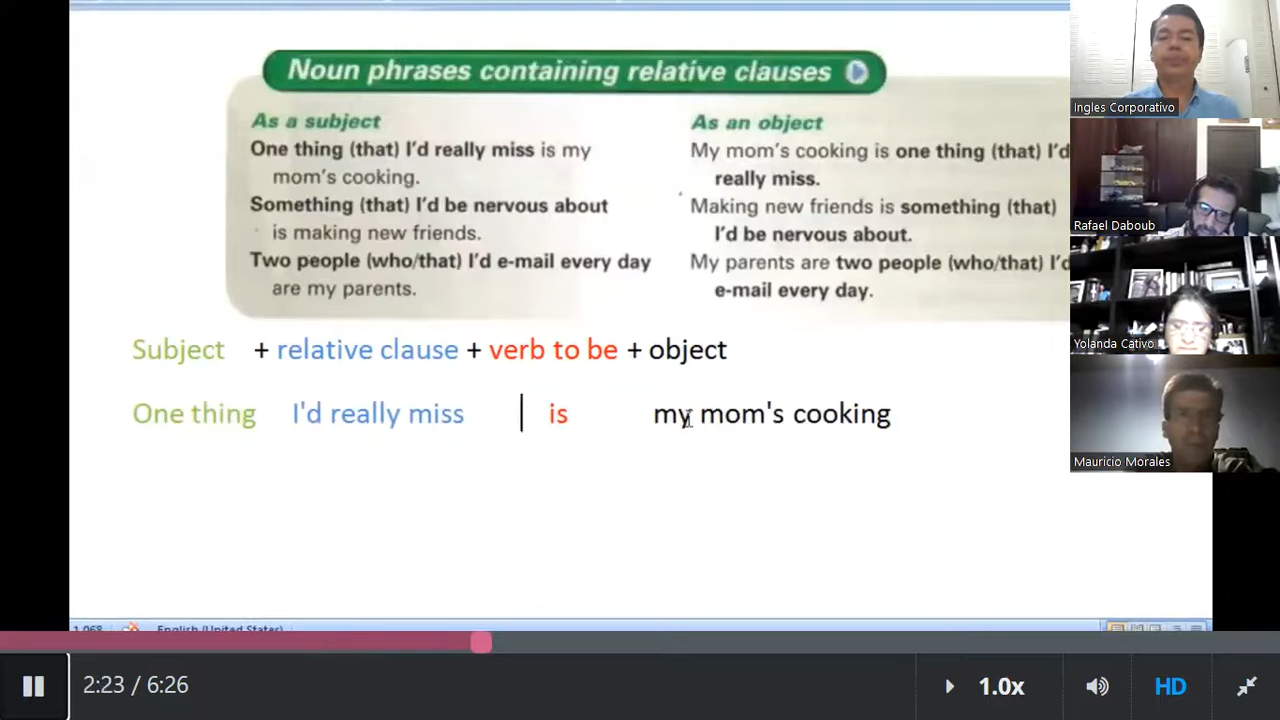 Noun phrases containing relative clauses
As a subject
One thing (that) I'd really miss is my
mom's cooking.
Something (that) I'd be nervous about
is making new friends.
Two people (who/that) I'd e-mail every day
are my parents.
As an object
My mom's cooking is one thing (that) I'd
really miss.
Making new friends is something (that)
I'd be nervous about.
My parents are two people (who/that) I'd
e-mail every day.
Subject + relative clause + verb to be + object
One thing I'd really miss is my mom's cooking
Ingles Corporativo
Rafael Daboub
Yolanda Cativo
Mauricio Morales
1,068 English (United States)
2:23 / 6:26
1.0x
HD